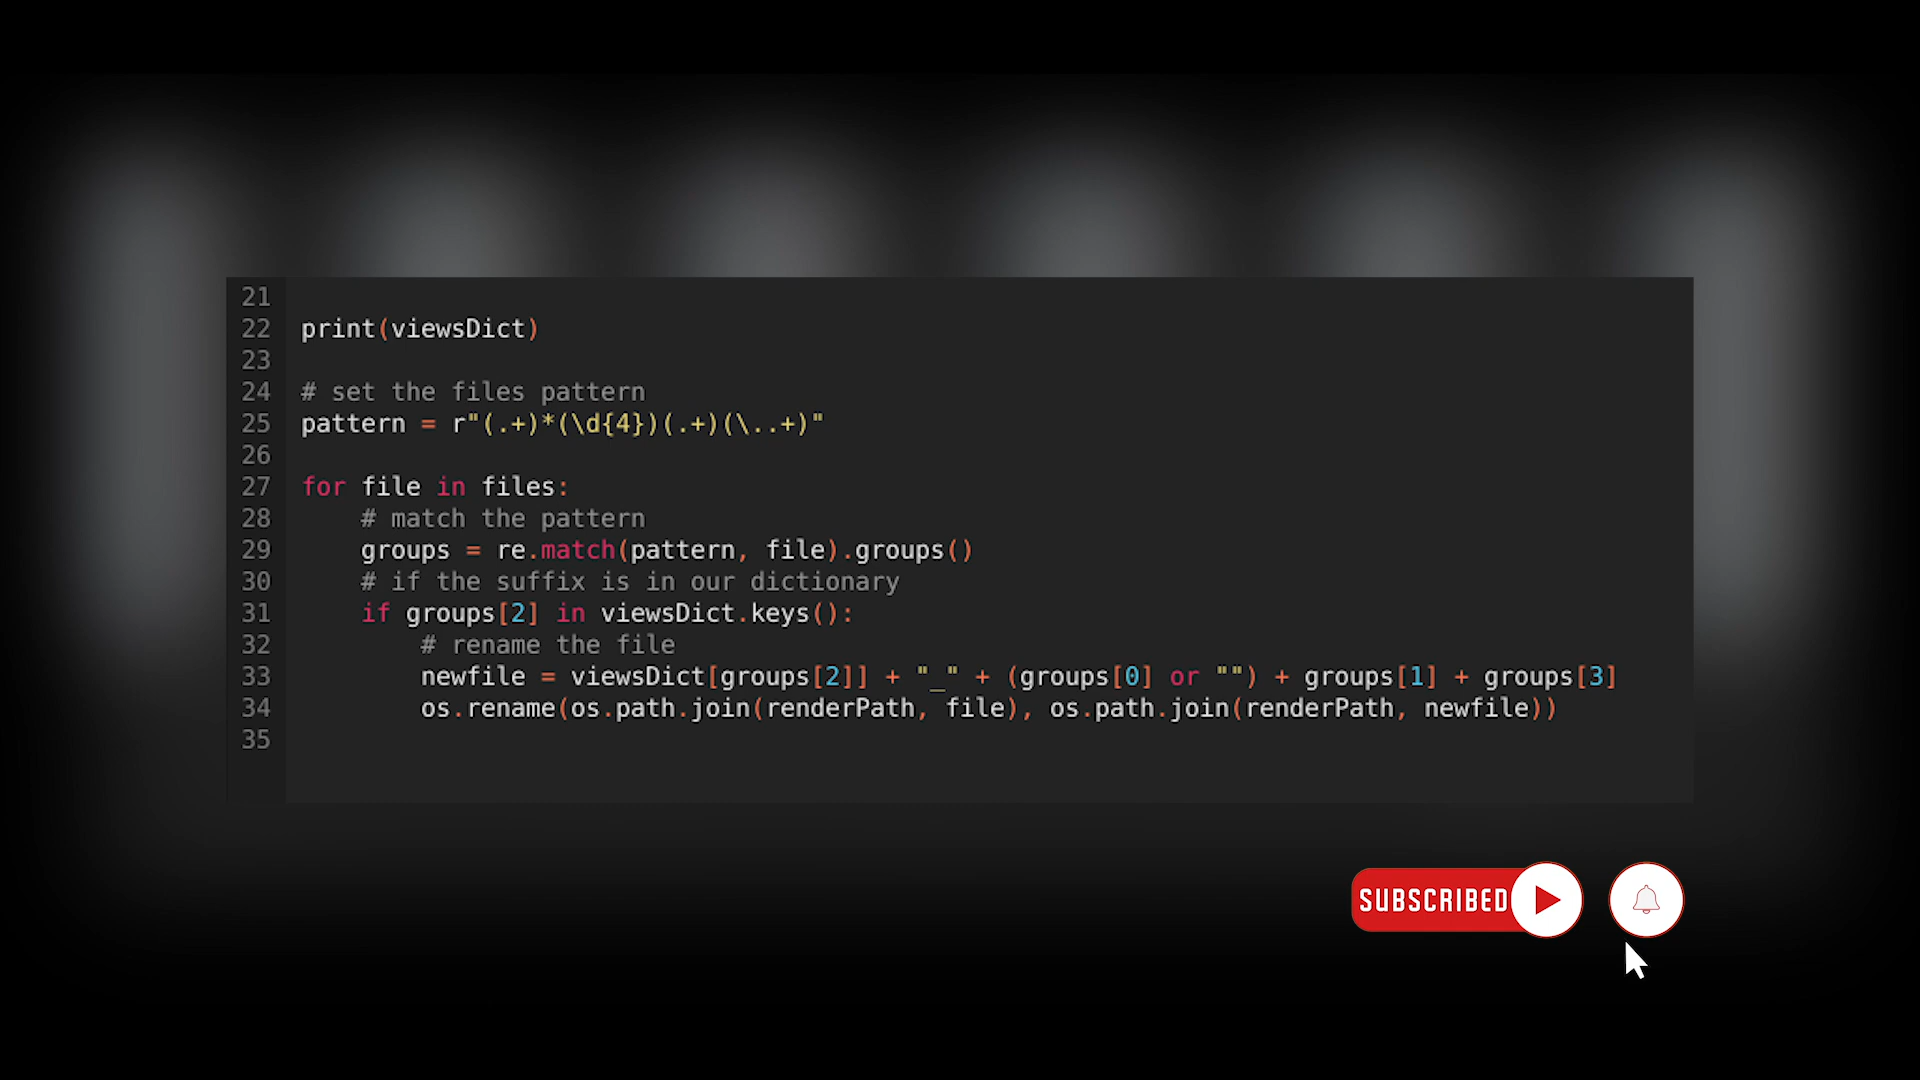 21
22 print(viewsDict)
23
24 # set the files pattern
25 pattern = r"(.+)*(\d{4})(.+)(\..+)"
26
27 for file in files:
28     # match the pattern
29     groups = re.match(pattern, file).groups()
30     # if the suffix is in our dictionary
31     if groups[2] in viewsDict.keys():
32         # rename the file
33         newfile = viewsDict[groups[2]] + "_" + (groups[0] or "") + groups[1] + groups[3]
34         os.rename(os.path.join(renderPath, file), os.path.join(renderPath, newfile))
35
SUBSCRIBED